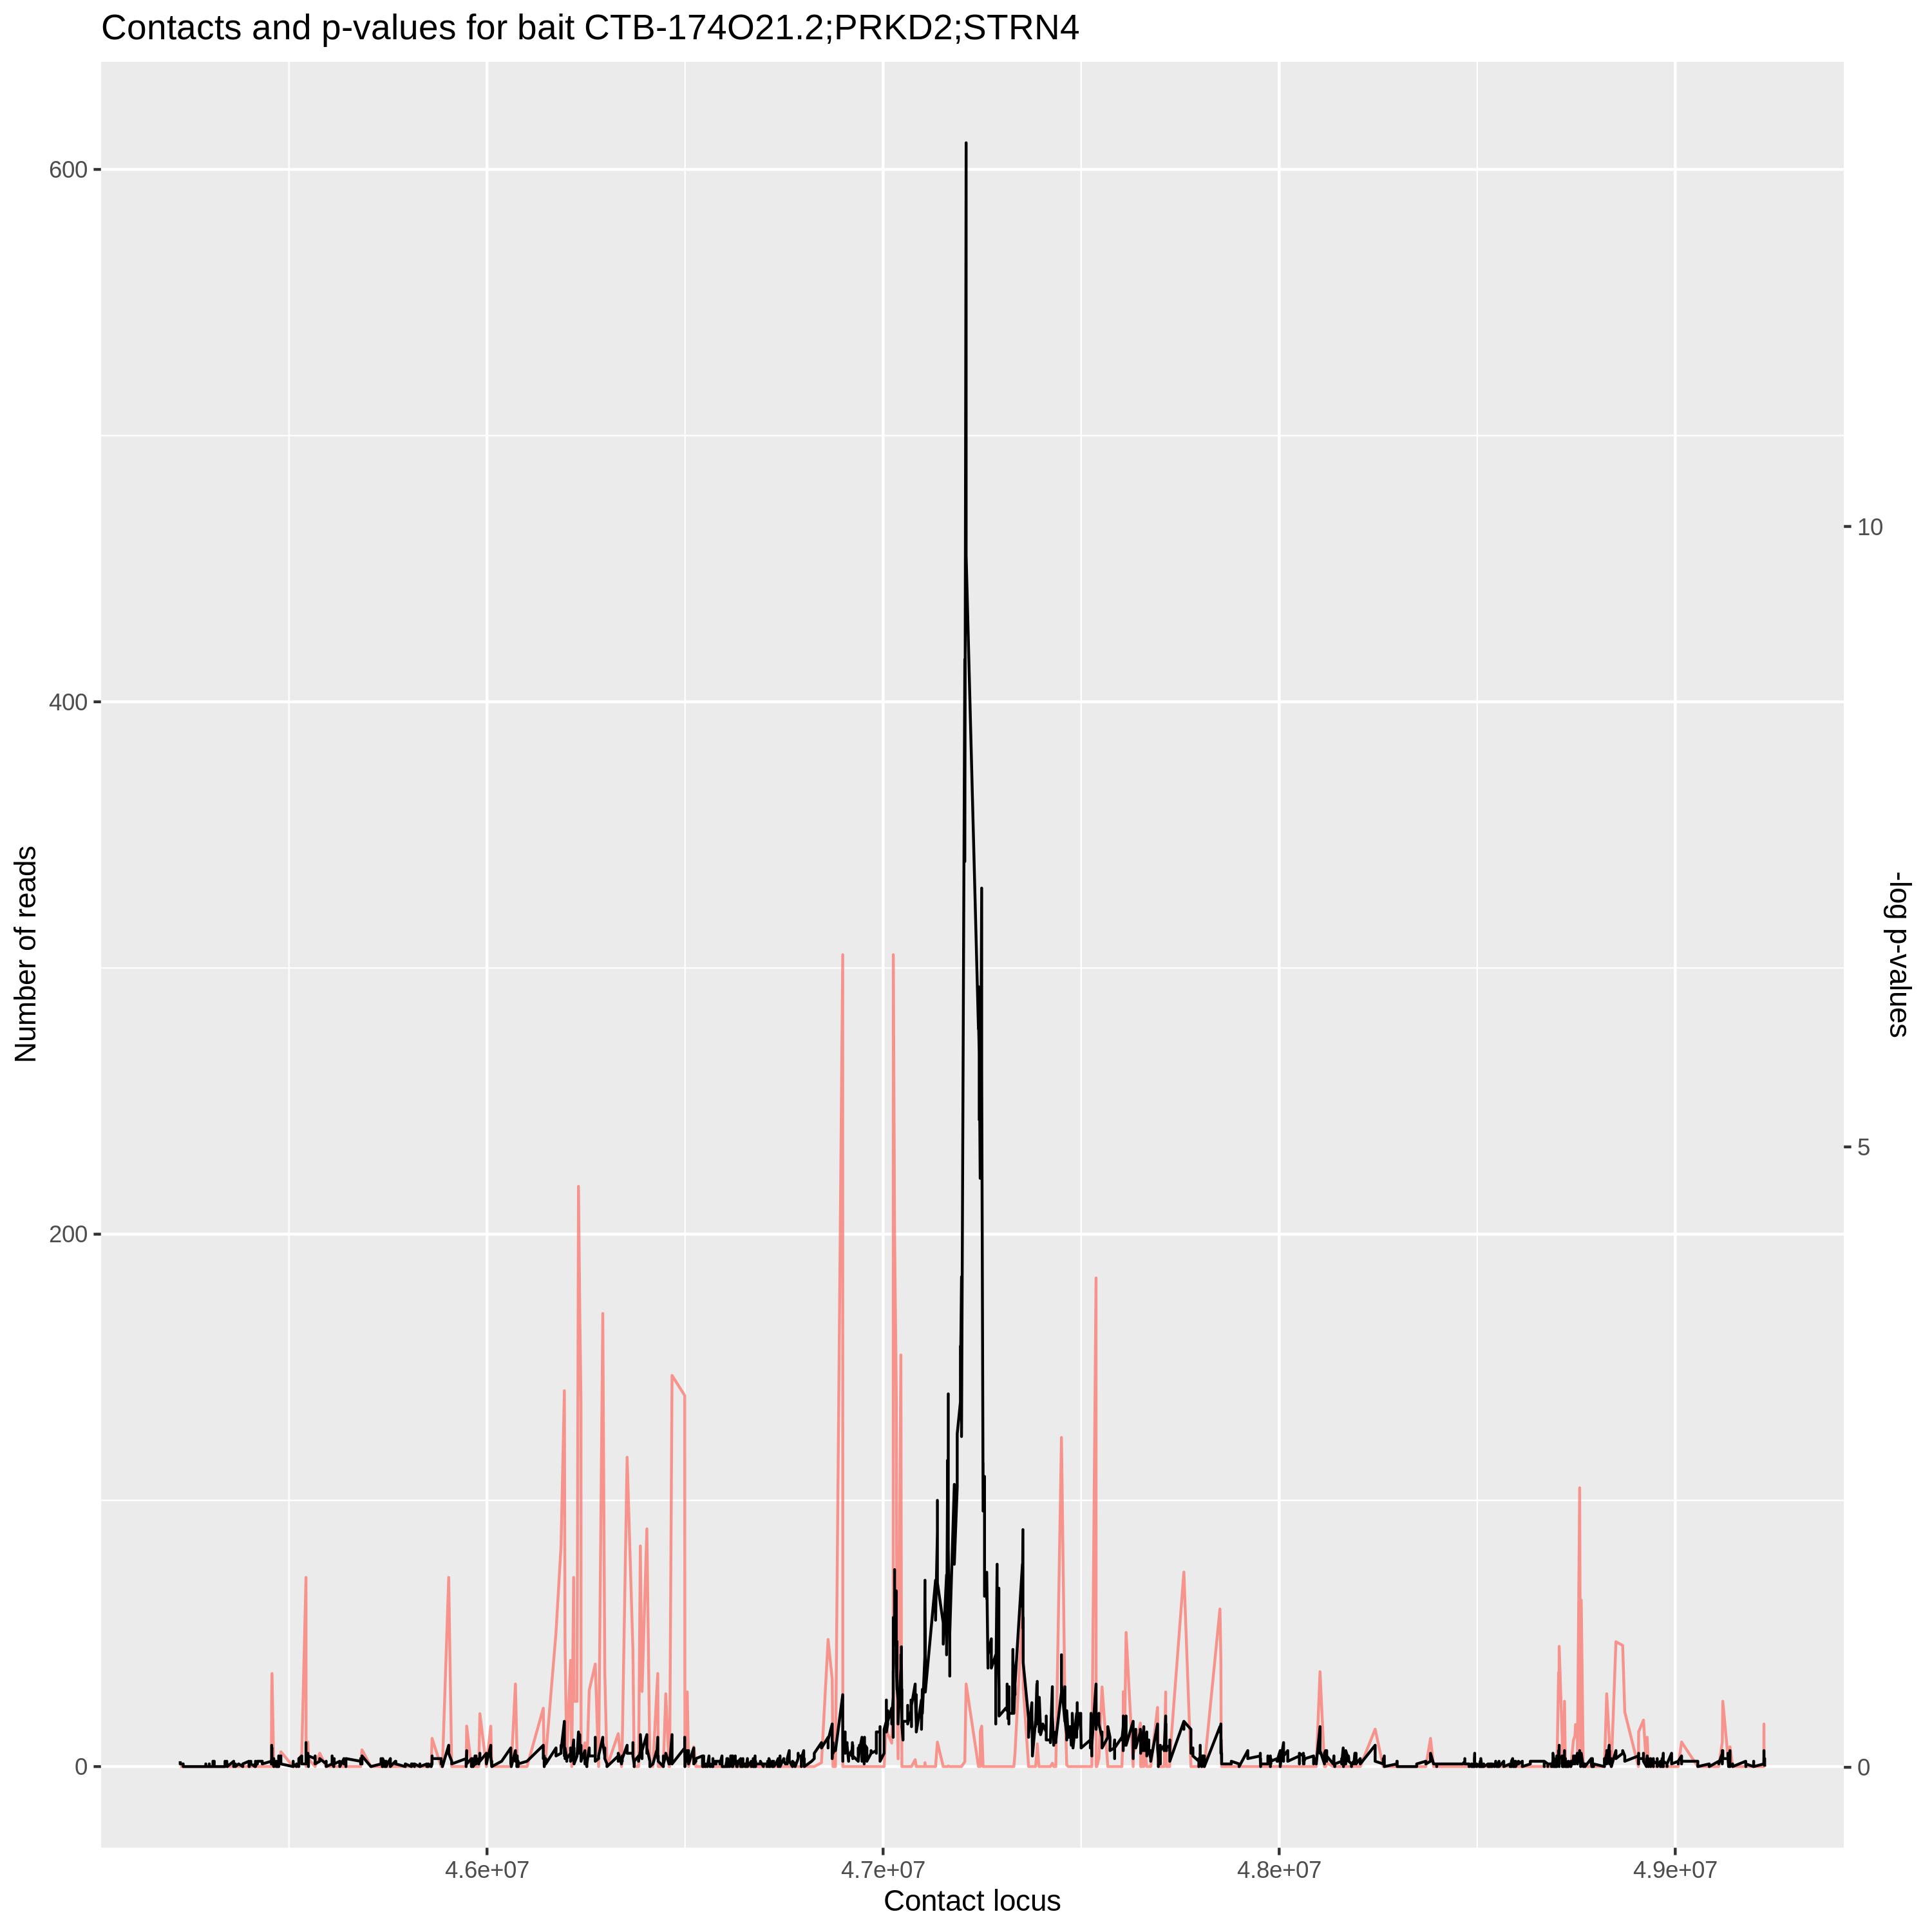 Contacts and p-values for bait CTB-174O21.2;PRKD2;STRN4
600
400
200
0
Number of reads
10
5
0
-log p-values
4.6e+07
4.7e+07
4.8e+07
4.9e+07
Contact locus